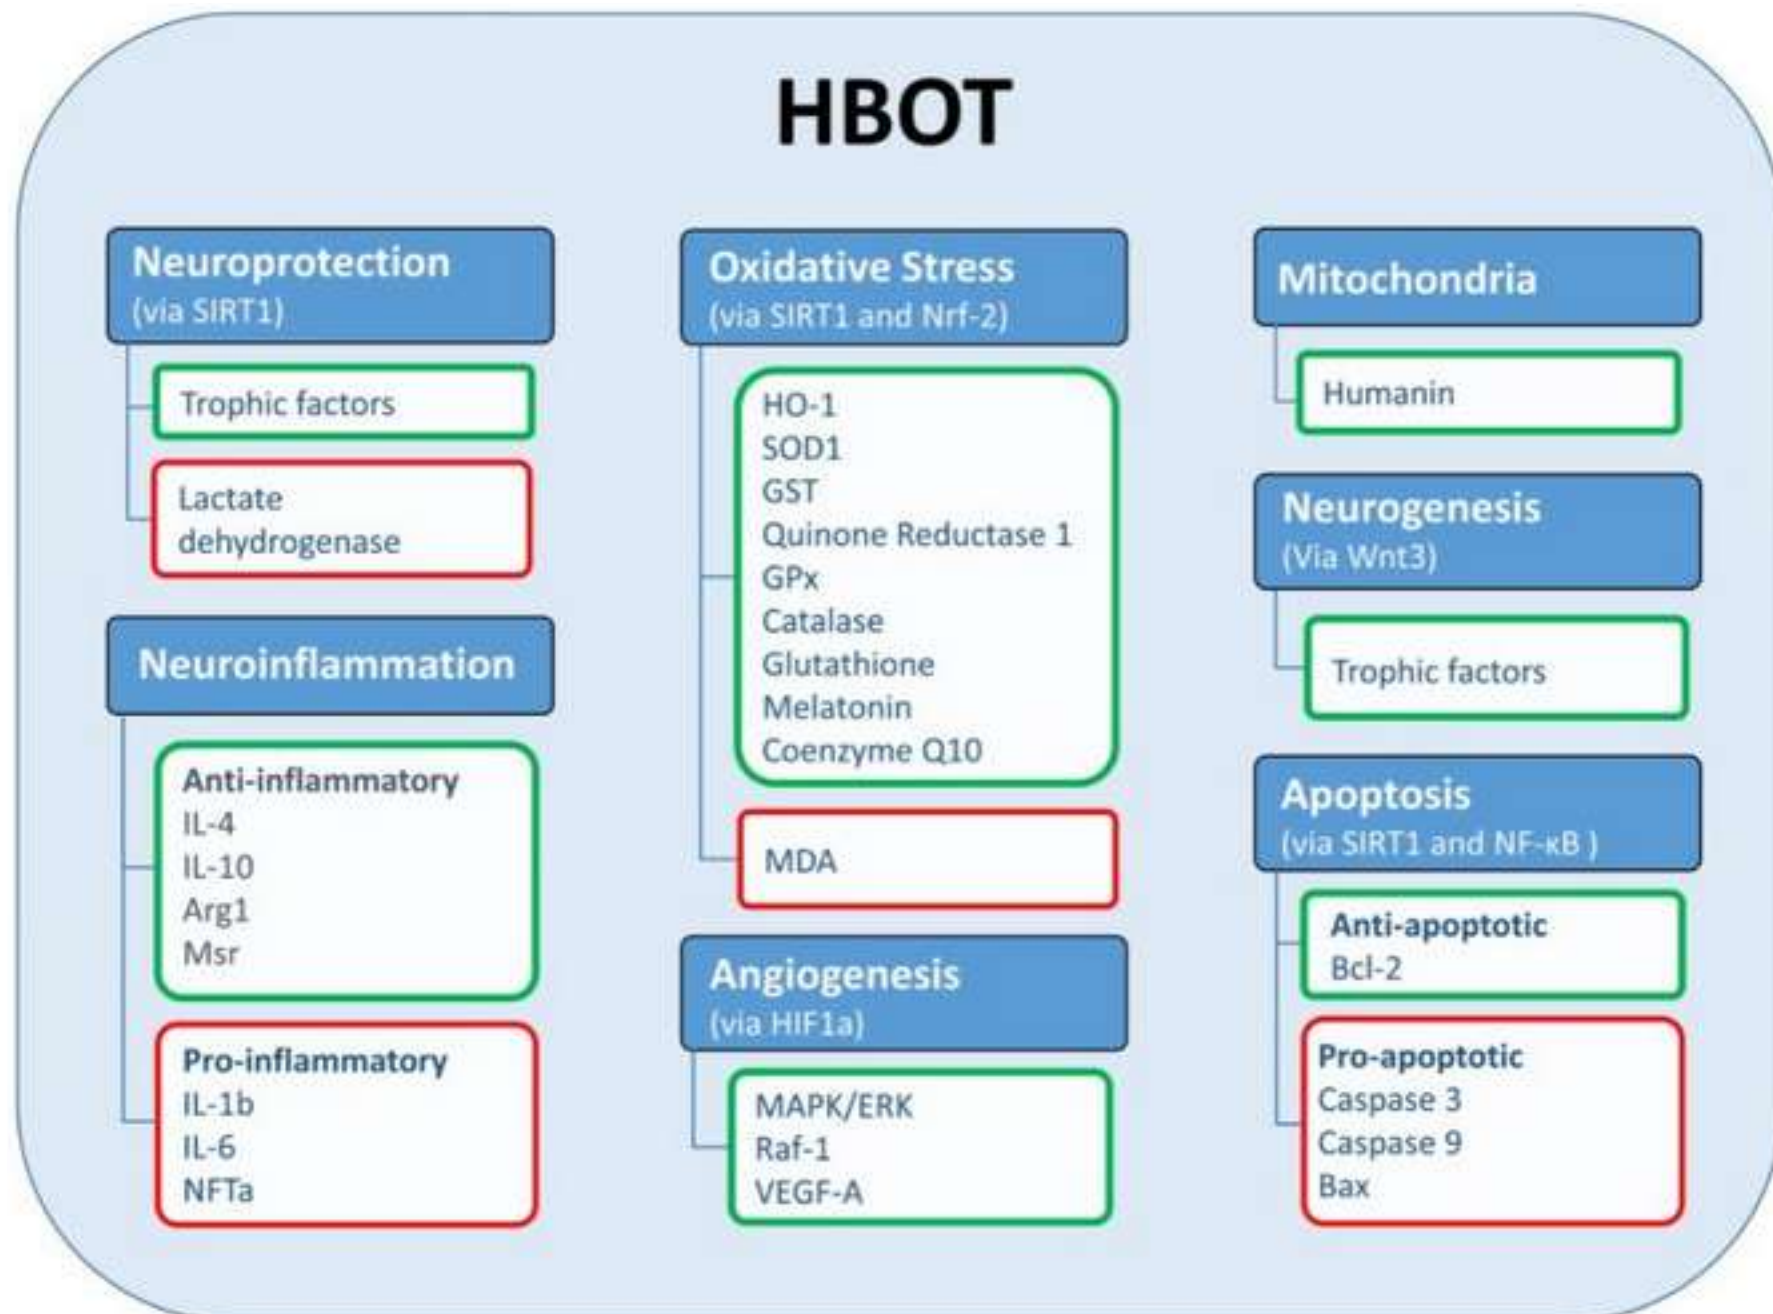 HBOT
Neuroprotection
(via SIRT1)
Trophic factors
Lactate
dehydrogenase
Neuroinflammation
Anti-inflammatory
IL-4
IL-10
Arg1
Msr
Pro-inflammatory
IL-1b
IL-6
NFTa
Oxidative Stress
(via SIRT1 and Nrf-2)
HO-1
SOD1
GST
Quinone Reductase 1
GPx
Catalase
Glutathione
Melatonin
Coenzyme Q10
MDA
Angiogenesis
(via HIF1a)
MAPK/ERK
Raf-1
VEGF-A
Mitochondria
Humanin
Neurogenesis
(Via Wnt3)
Trophic factors
Apoptosis
(via SIRT1 and NF-κB )
Anti-apoptotic
Bcl-2
Pro-apoptotic
Caspase 3
Caspase 9
Bax